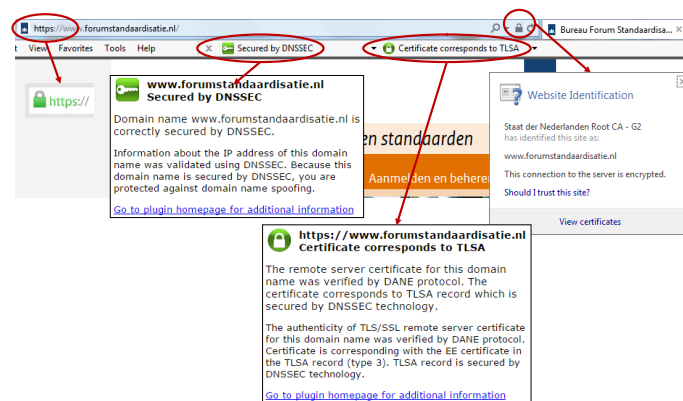 https://www.forumstandaardisatie.nl/
Bureau Forum Standaardisa...
View Favorites Tools Help
Secured by DNSSEC
Certificate corresponds to TLSA
https://
www.forumstandaardisatie.nl
Secured by DNSSEC
Domain name www.forumstandaardisatie.nl is
correctly secured by DNSSEC.
Information about the IP address of this domain
name was validated using DNSSEC. Because this
domain name is secured by DNSSEC, you are
protected against domain name spoofing.
Go to plugin homepage for additional information
en standaarden
Aanmelden en beheren
Website Identification
Staat der Nederlanden Root CA - G2
has identified this site as:
www.forumstandaardisatie.nl
This connection to the server is encrypted.
Should I trust this site?
View certificates
https://www.forumstandaardisatie.nl
Certificate corresponds to TLSA
The remote server certificate for this domain
name was verified by DANE protocol. The
certificate corresponds to TLSA record which is
secured by DNSSEC technology.
The authenticity of TLS/SSL remote server certificate
for this domain name was verified by DANE protocol.
Certificate is corresponding with the EE certificate in
the TLSA record (type 3). TLSA record is secured by
DNSSEC technology.
Go to plugin homepage for additional information